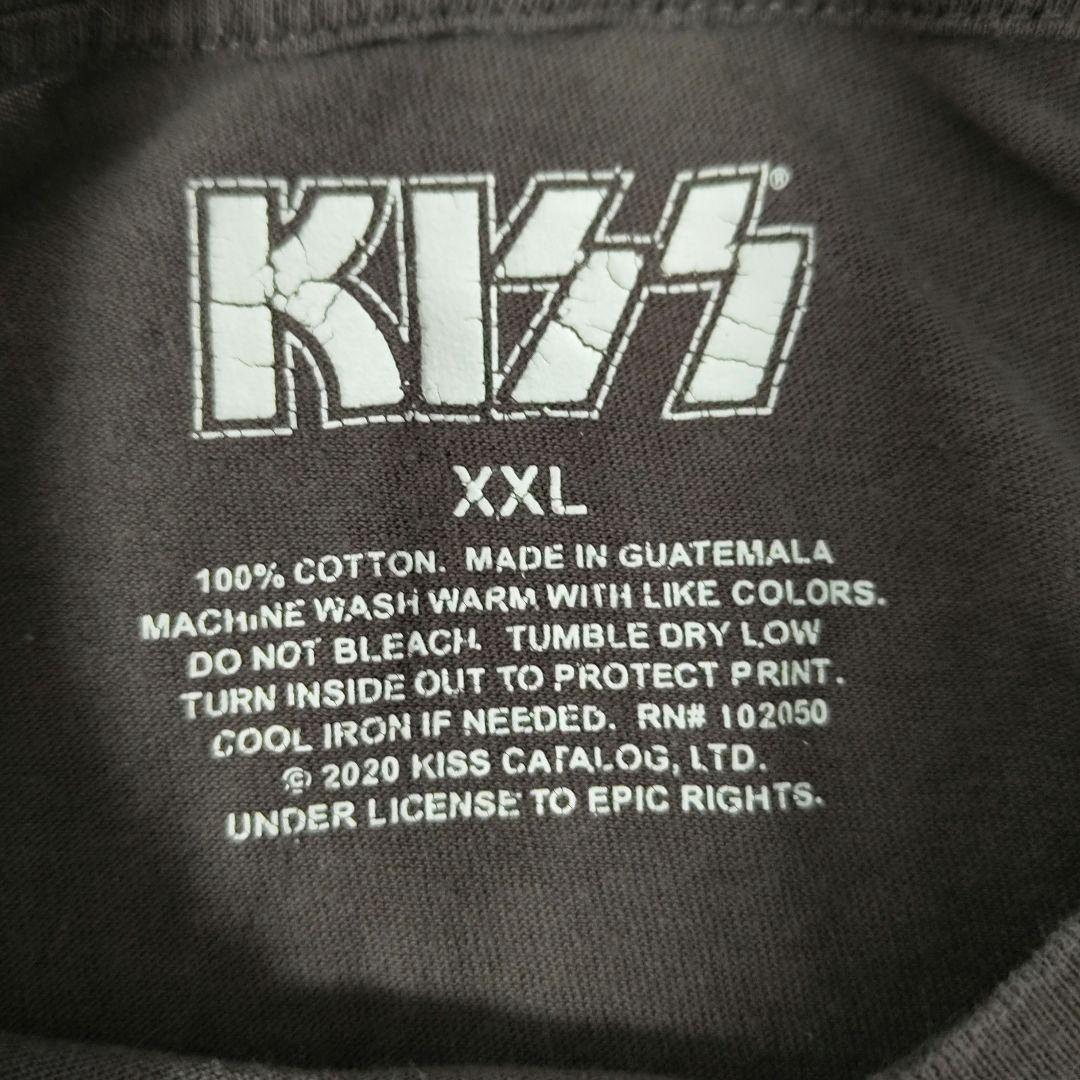 KISS®
XXL
100% COTTON. MADE IN GUATEMALA
MACHINE WASH WARM WITH LIKE COLORS.
DO NOT BLEACH. TUMBLE DRY LOW
TURN INSIDE OUT TO PROTECT PRINT.
COOL IRON IF NEEDED. RN# 102050
© 2020 KISS CATALOG, LTD.
UNDER LICENSE TO EPIC RIGHTS.